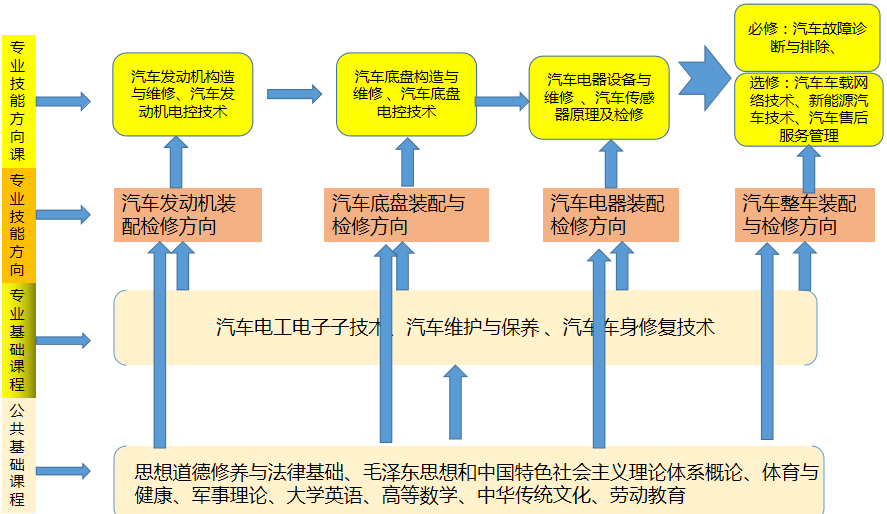 专业技能方向课
汽车发动机构造
与维修、汽车发
动机电控技术
汽车底盘构造与
维修、汽车底盘
电控技术
汽车电器设备与
维修 、汽车传感
器原理及检修
必修：汽车故障诊
断与排除、
选修：汽车车载网
络技术、新能源汽
车技术、汽车售后
服务管理
专业技能方向
汽车发动机装
配检修方向
汽车底盘装配与
检修方向
汽车电器装配
检修方向
汽车整车装配
与检修方向
专业基础课程
汽车电工电子子技术、汽车维护与保养 、汽车车身修复技术
公共基础课程
思想道德修养与法律基础、毛泽东思想和中国特色社会主义理论体系概论、体育与
健康、军事理论、大学英语、高等数学、中华传统文化、劳动教育